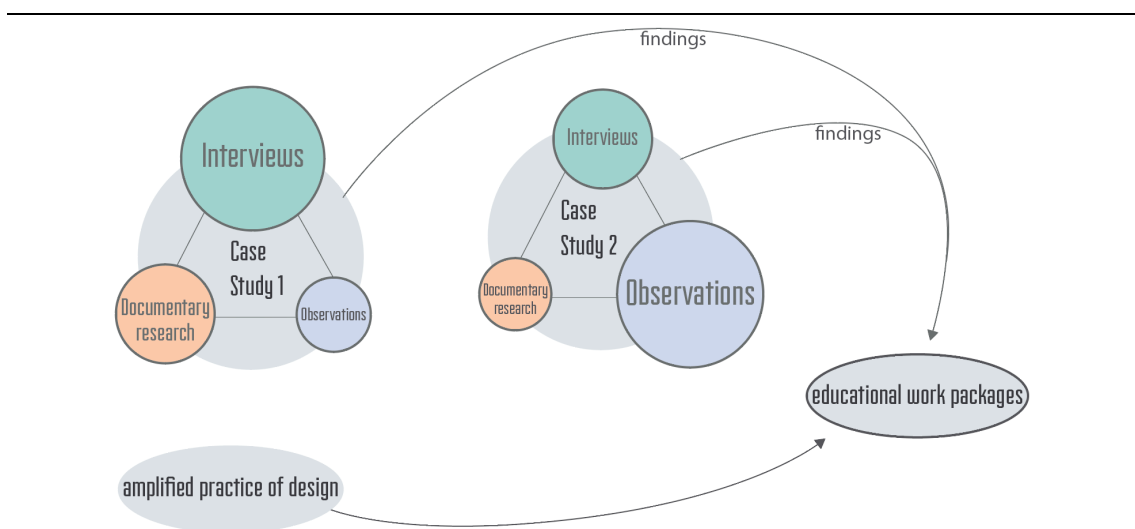 findings
findings
Interviews
Case
Study 1
Documentary
research
Observations
Interviews
Case
Study 2
Documentary
research
Observations
educational work packages
amplified practice of design